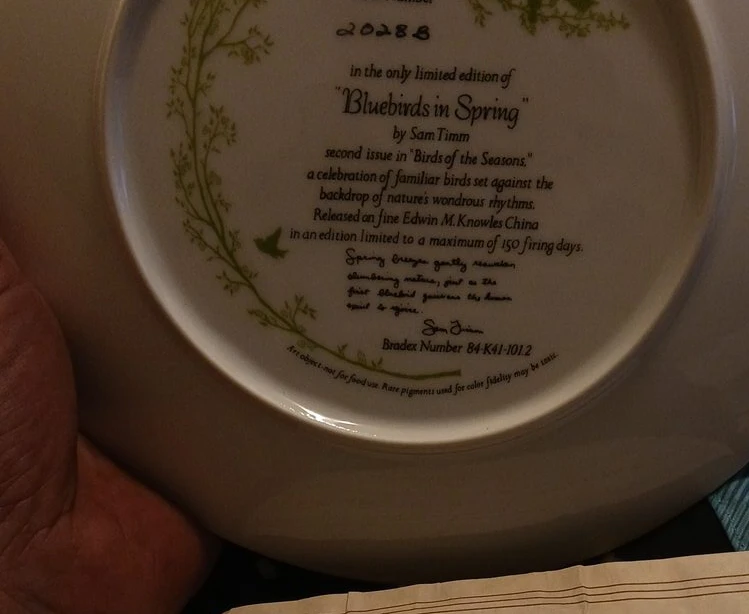 2028B
in the only limited edition of
"Bluebirds in Spring"
by Sam Timm
second issue in "Birds of the Seasons,"
a celebration of familiar birds set against the
backdrop of nature's wondrous rhythms.
Released on fine Edwin M. Knowles China
in an edition limited to a maximum of 150 firing days.
Spring breezes gently reawaken
slumbering nature, just as the
first bluebird quickens the human
spirit to rejoice.
Sam Timm
Bradex Number 84-K41-101.2
Art object-not for food use. Rare pigments used for color fidelity may be toxic.